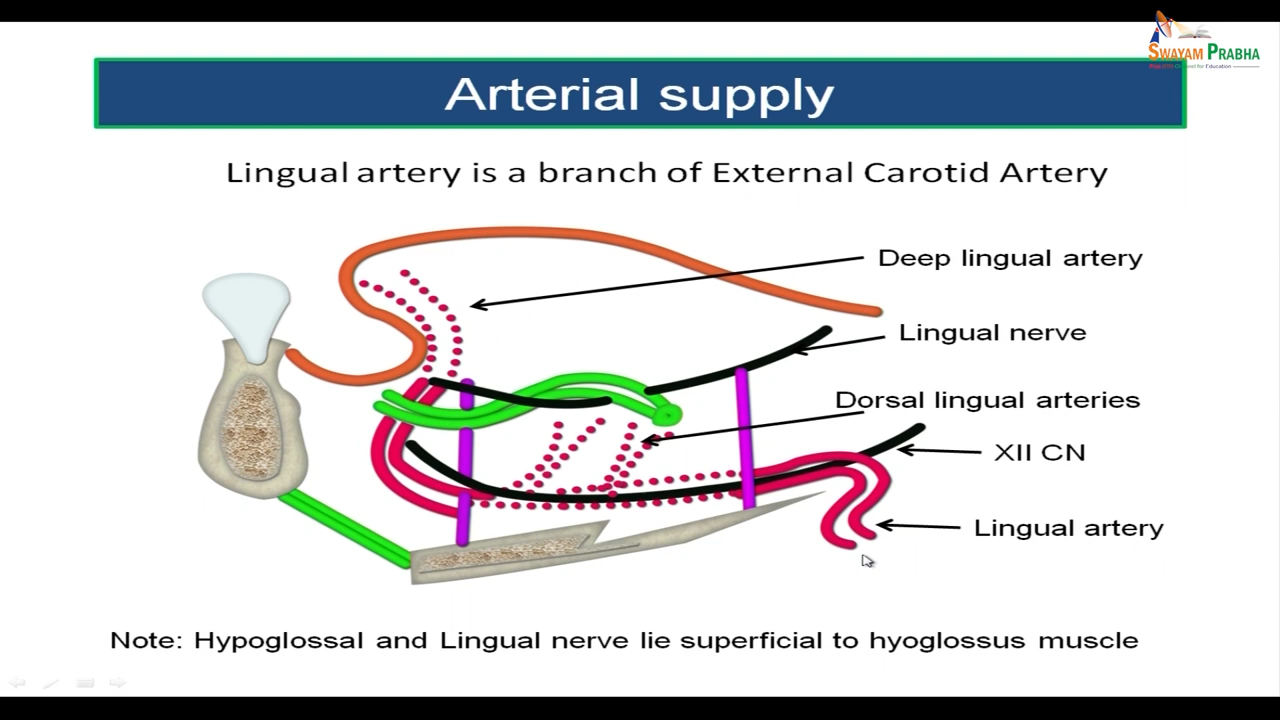 SWAYAM PRABHA
Arterial supply
Lingual artery is a branch of External Carotid Artery
Deep lingual artery
Lingual nerve
Dorsal lingual arteries
XII CN
Lingual artery
Note: Hypoglossal and Lingual nerve lie superficial to hyoglossus muscle